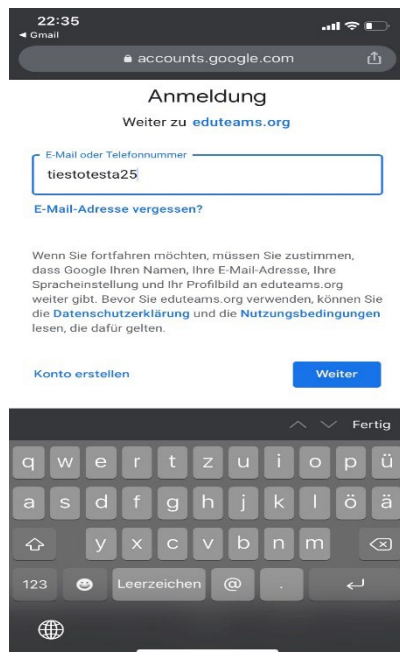 22:35
◄ Gmail
accounts.google.com
Anmeldung
Weiter zu eduteams.org
E-Mail oder Telefonnummer
tiestotesta25
E-Mail-Adresse vergessen?
Wenn Sie fortfahren möchten, müssen Sie zustimmen,
dass Google Ihren Namen, Ihre E-Mail-Adresse, Ihre
Spracheinstellung und Ihr Profilbild an eduteams.org
weiter gibt. Bevor Sie eduteams.org verwenden, können Sie
die Datenschutzerklärung und die Nutzungsbedingungen
lesen, die dafür gelten.
Konto erstellen
Weiter
Fertig
q w e r t z u i o p ü
a s d f g h j k l ö ä
y x c v b n m
123 Leerzeichen @ .